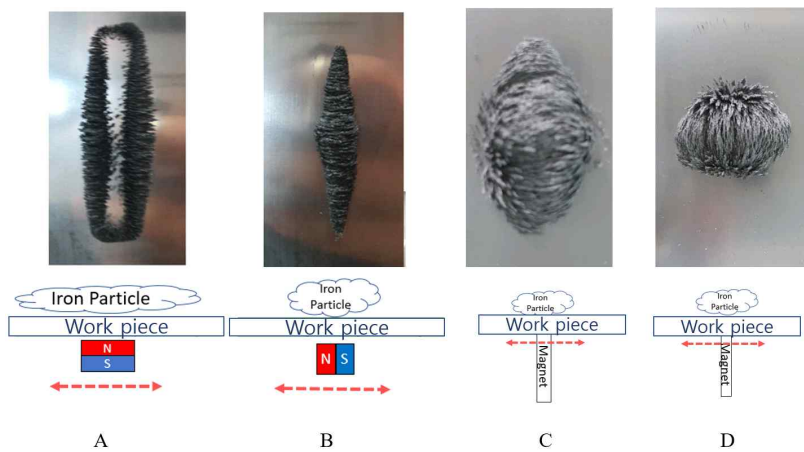 Iron Particle
Work piece
N
S
A
Iron
Particle
Work piece
N S
B
Iron
Particle
Work piece
Magnet
C
Iron
Particle
Work piece
Magnet
D